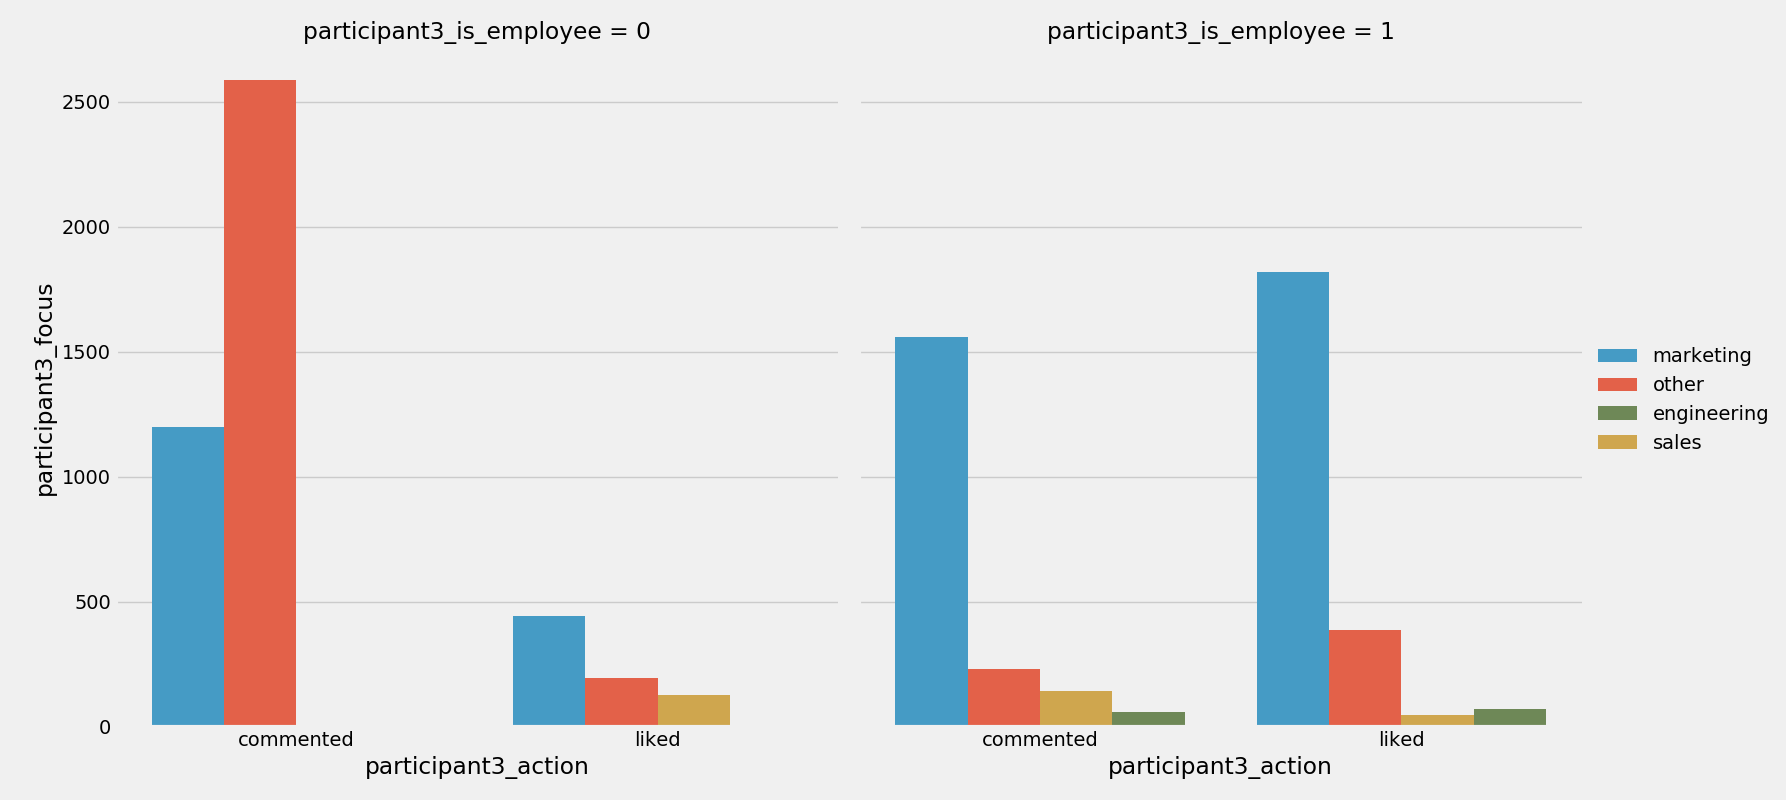 participant3_is_employee = 0
participant3_is_employee = 1
participant3_focus
2500
2000
1500
1000
500
0
commented
liked
commented
liked
participant3_action
participant3_action
marketing
other
engineering
sales